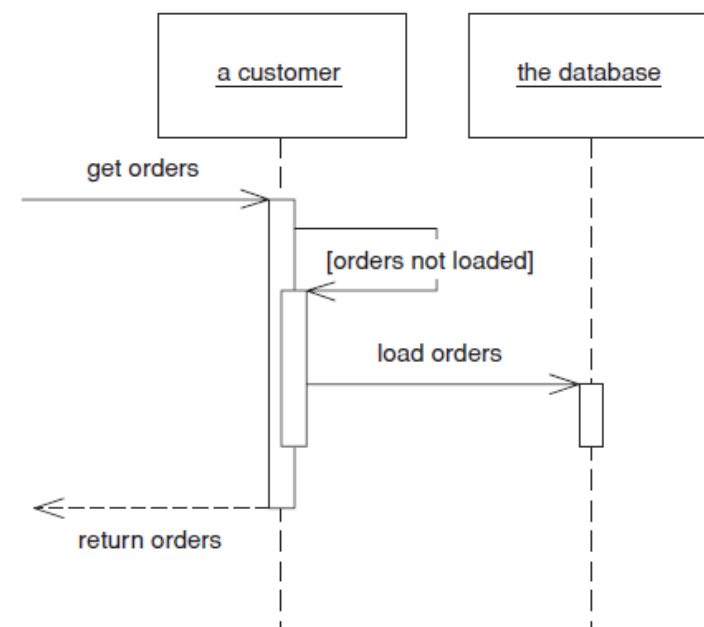 a customer
the database
get orders
[orders not loaded]
load orders
return orders